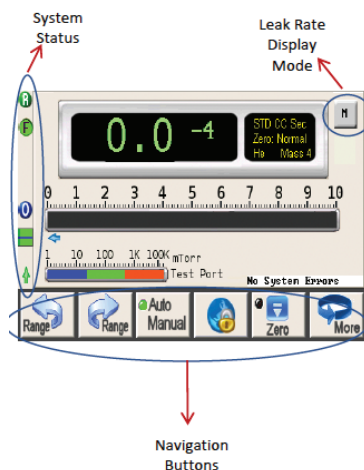 System
Status
Leak Rate
Display
Mode
R
F
M
0.0 -4
STD CC Sec
Zero: Normal
He Mass 4
0 1 2 3 4 5 6 7 8 9 10
O
1 10 100 1K 100K mTorr
Test Port
No System Errors
Range
Range
Auto
Manual
Zero
More
Navigation
Buttons